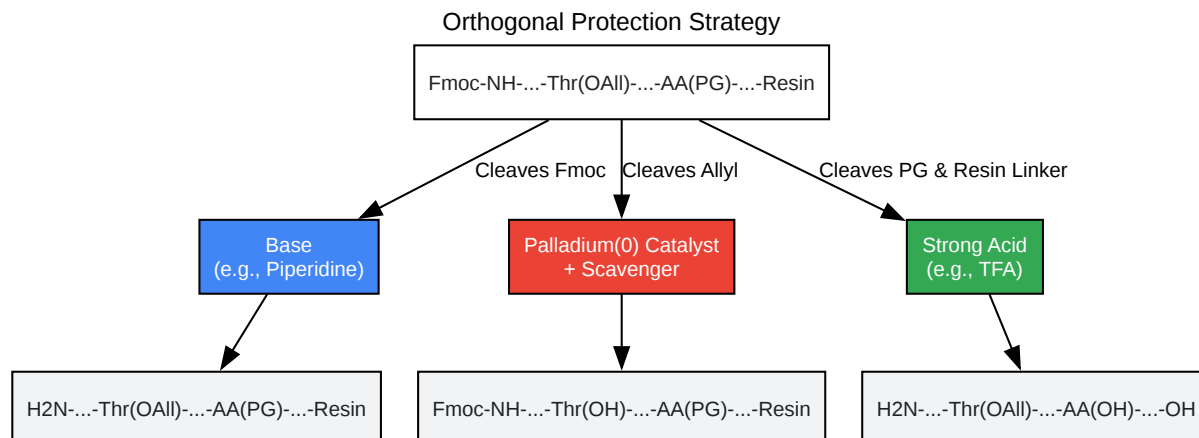 Orthogonal Protection Strategy
Fmoc-NH-...-Thr(OAll)-...-AA(PG)-...-Resin
Cleaves Fmoc
Cleaves Allyl
Cleaves PG & Resin Linker
Base
(e.g., Piperidine)
Palladium(0) Catalyst
+ Scavenger
Strong Acid
(e.g., TFA)
H2N-...-Thr(OAll)-...-AA(PG)-...-Resin
Fmoc-NH-...-Thr(OH)-...-AA(PG)-...-Resin
H2N-...-Thr(OAll)-...-AA(OH)-...-OH